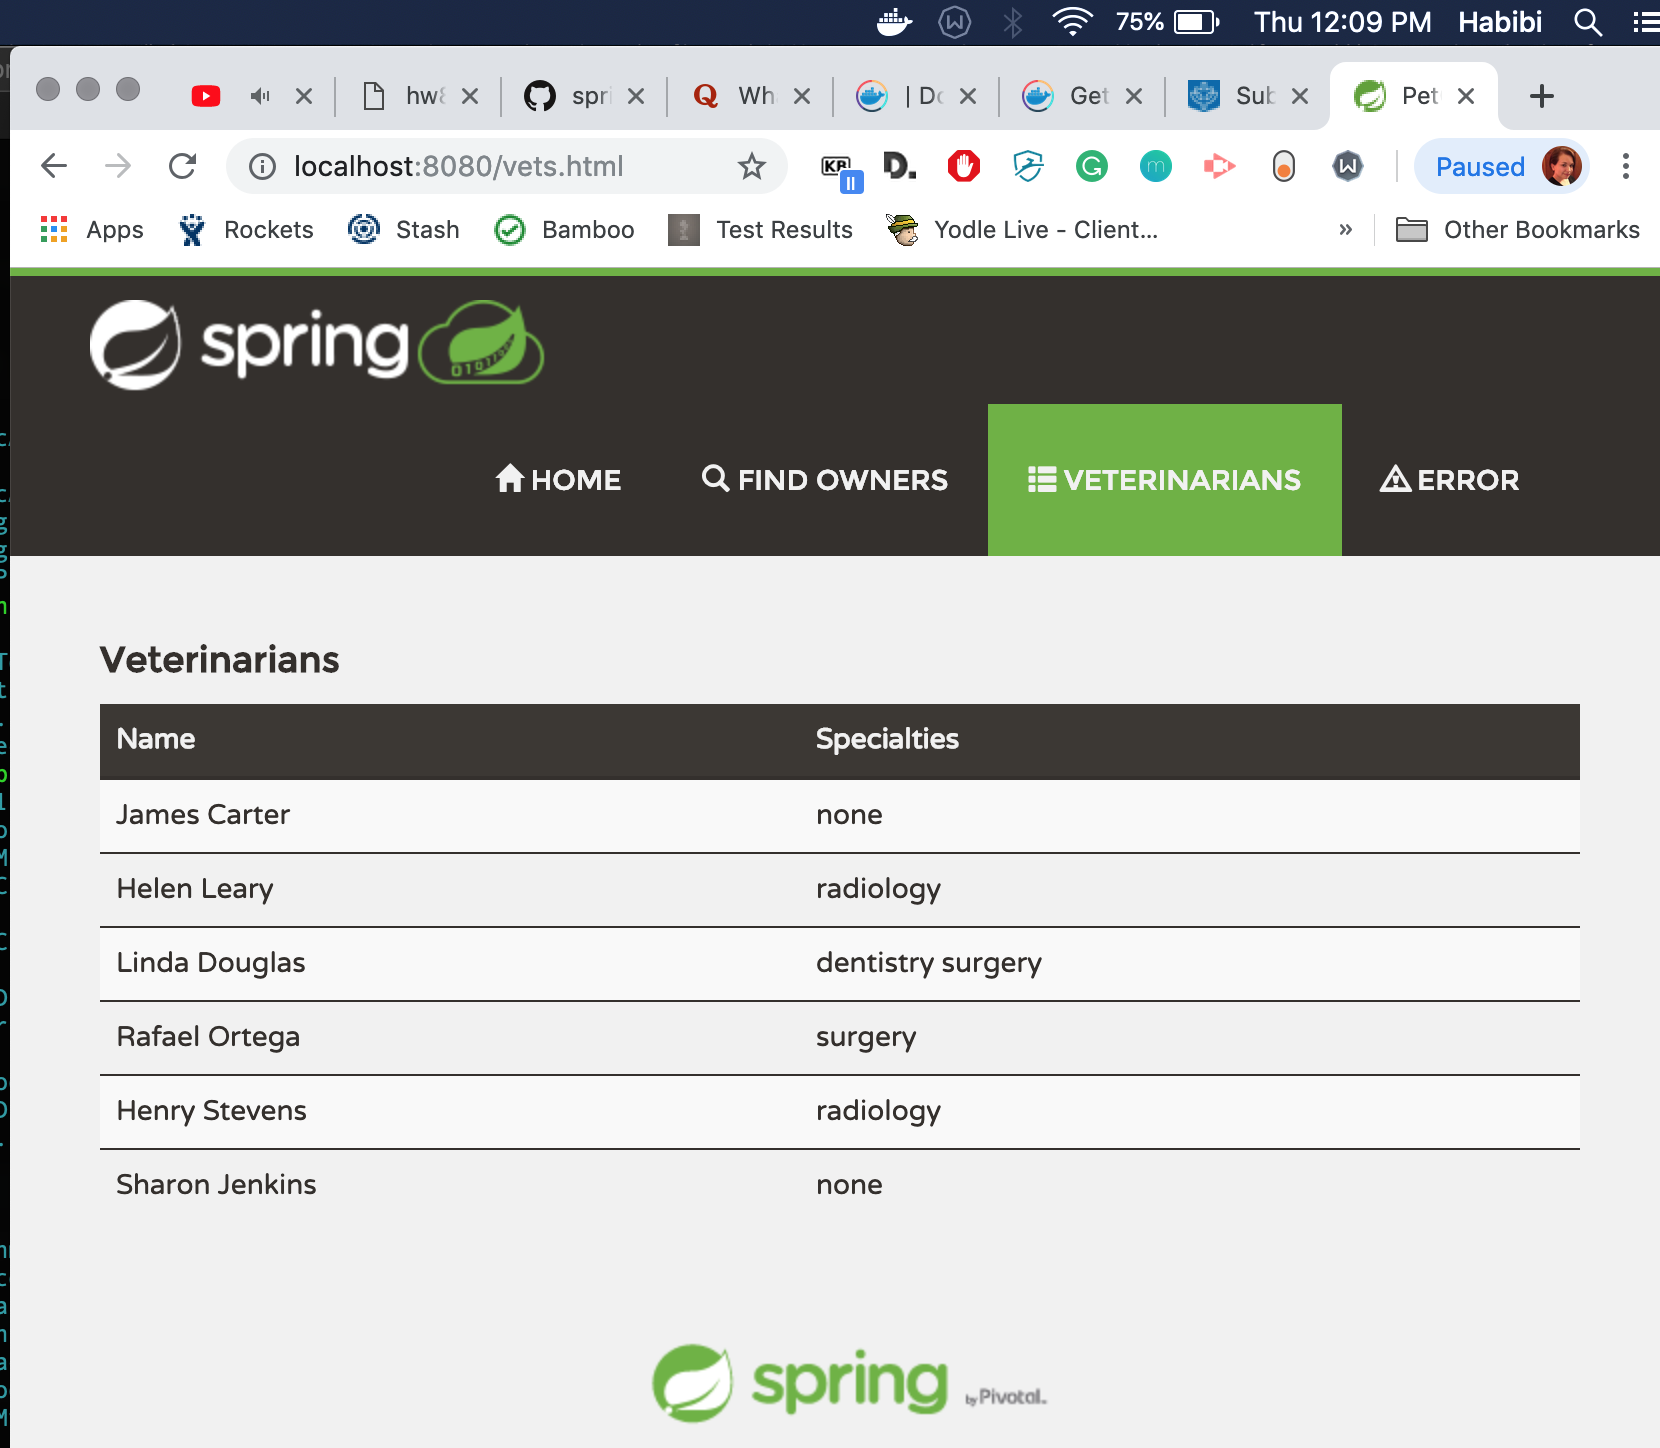 75% Thu 12:09 PM Habibi
hw spri Wh | Do Get Sub Pet
localhost:8080/vets.html KB D. Paused
Apps Rockets Stash Bamboo Test Results Yodle Live - Client... » Other Bookmarks
spring
HOME FIND OWNERS VETERINARIANS ERROR
Veterinarians
Name Specialties
James Carter none
Helen Leary radiology
Linda Douglas dentistry surgery
Rafael Ortega surgery
Henry Stevens radiology
Sharon Jenkins none
spring by Pivotal.